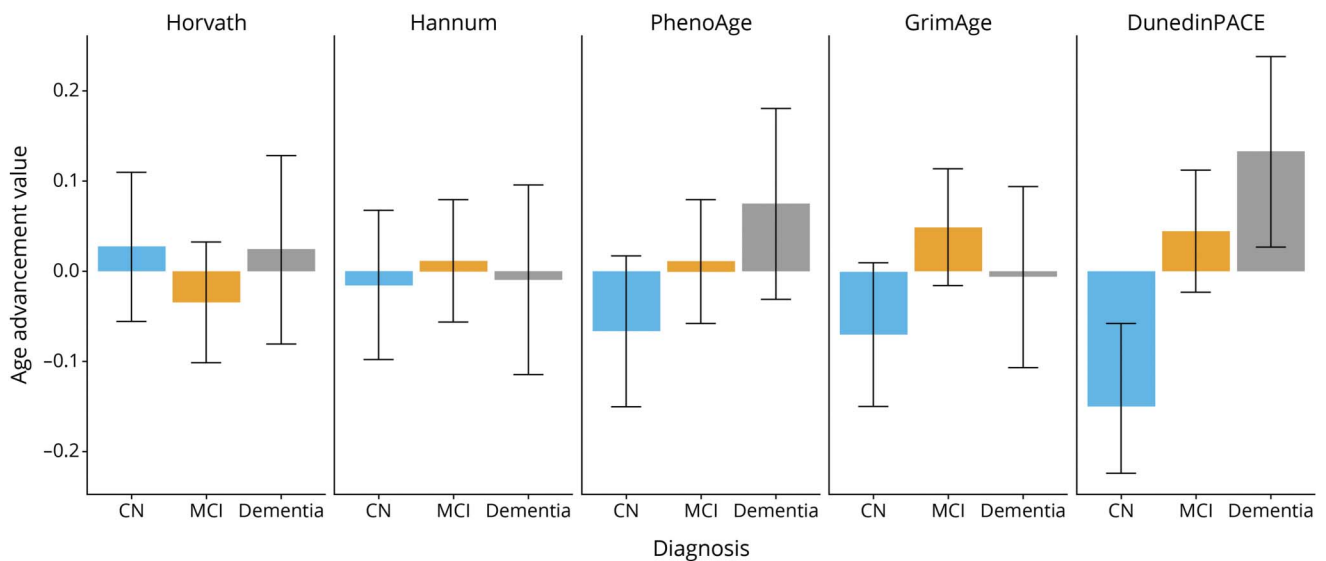 Horvath Hannum PhenoAge GrimAge DunedinPACE
Age advancement value
0.2
0.1
0.0
−0.1
−0.2
CN MCI Dementia CN MCI Dementia CN MCI Dementia CN MCI Dementia CN MCI Dementia
Diagnosis